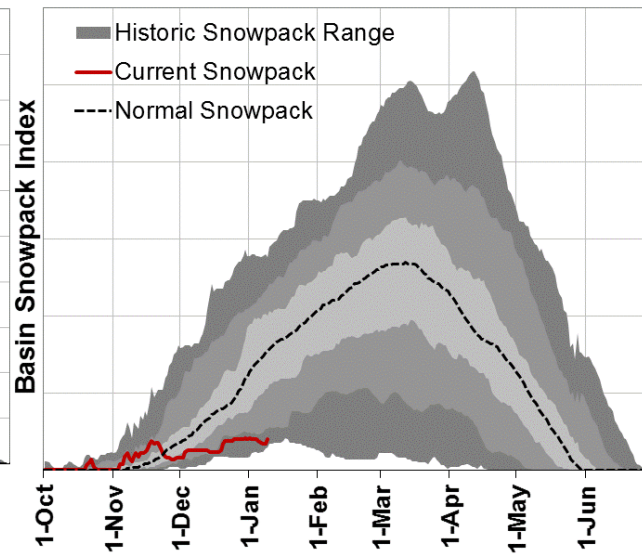 Historic Snowpack Range
Current Snowpack
Normal Snowpack
Basin Snowpack Index
1-Oct
1-Nov
1-Dec
1-Jan
1-Feb
1-Mar
1-Apr
1-May
1-Jun